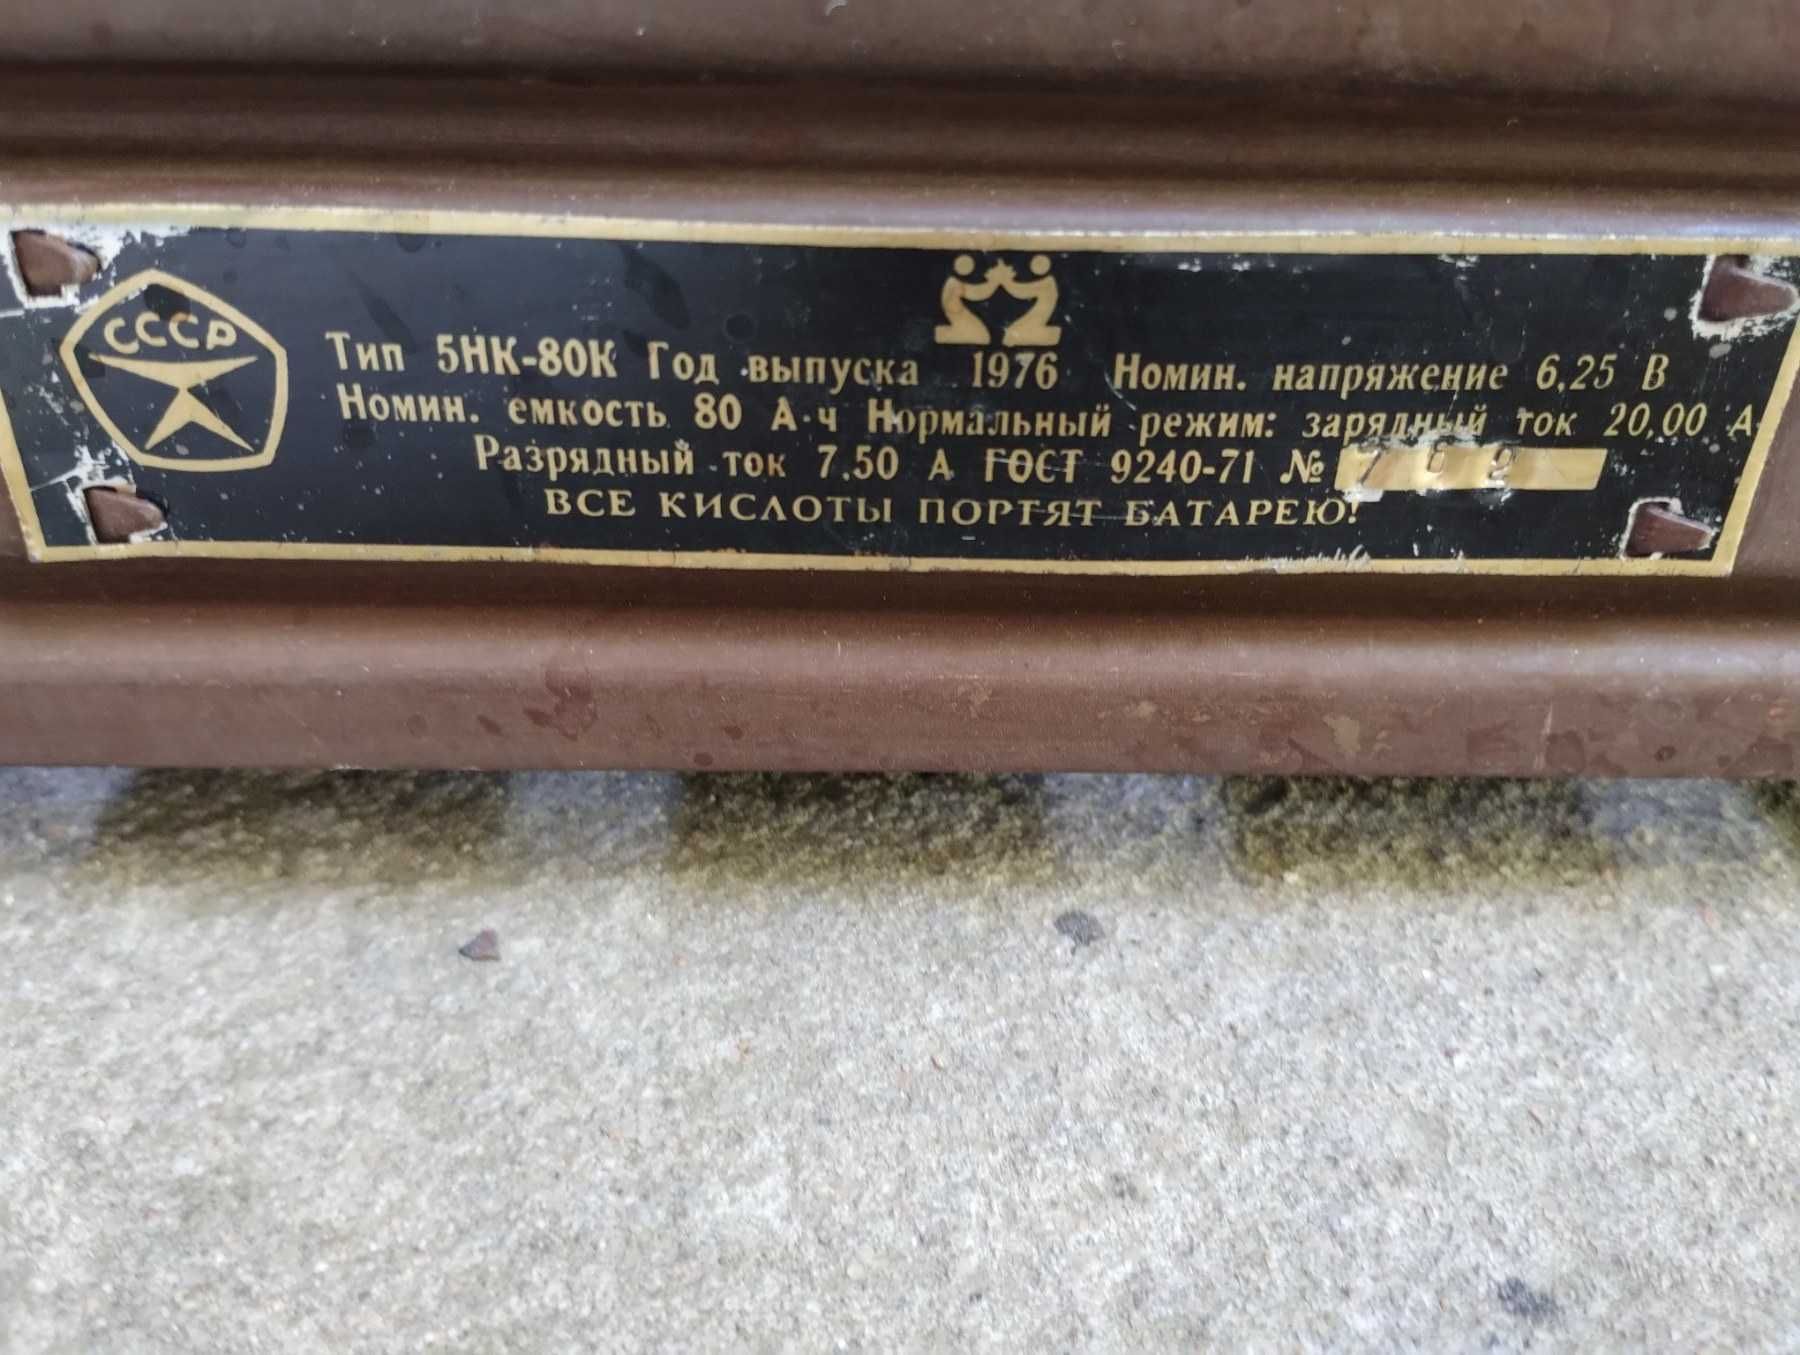 СССР
Тип 5НК-80К Год выпуска 1976 Номин. напряжение 6,25 В
Номин. емкость 80 А·ч Нормальный режим: зарядный ток 20,00 А
Разрядный ток 7,50 А ГОСТ 9240-71 № 769
ВСЕ КИСЛОТЫ ПОРТЯТ БАТАРЕЮ!